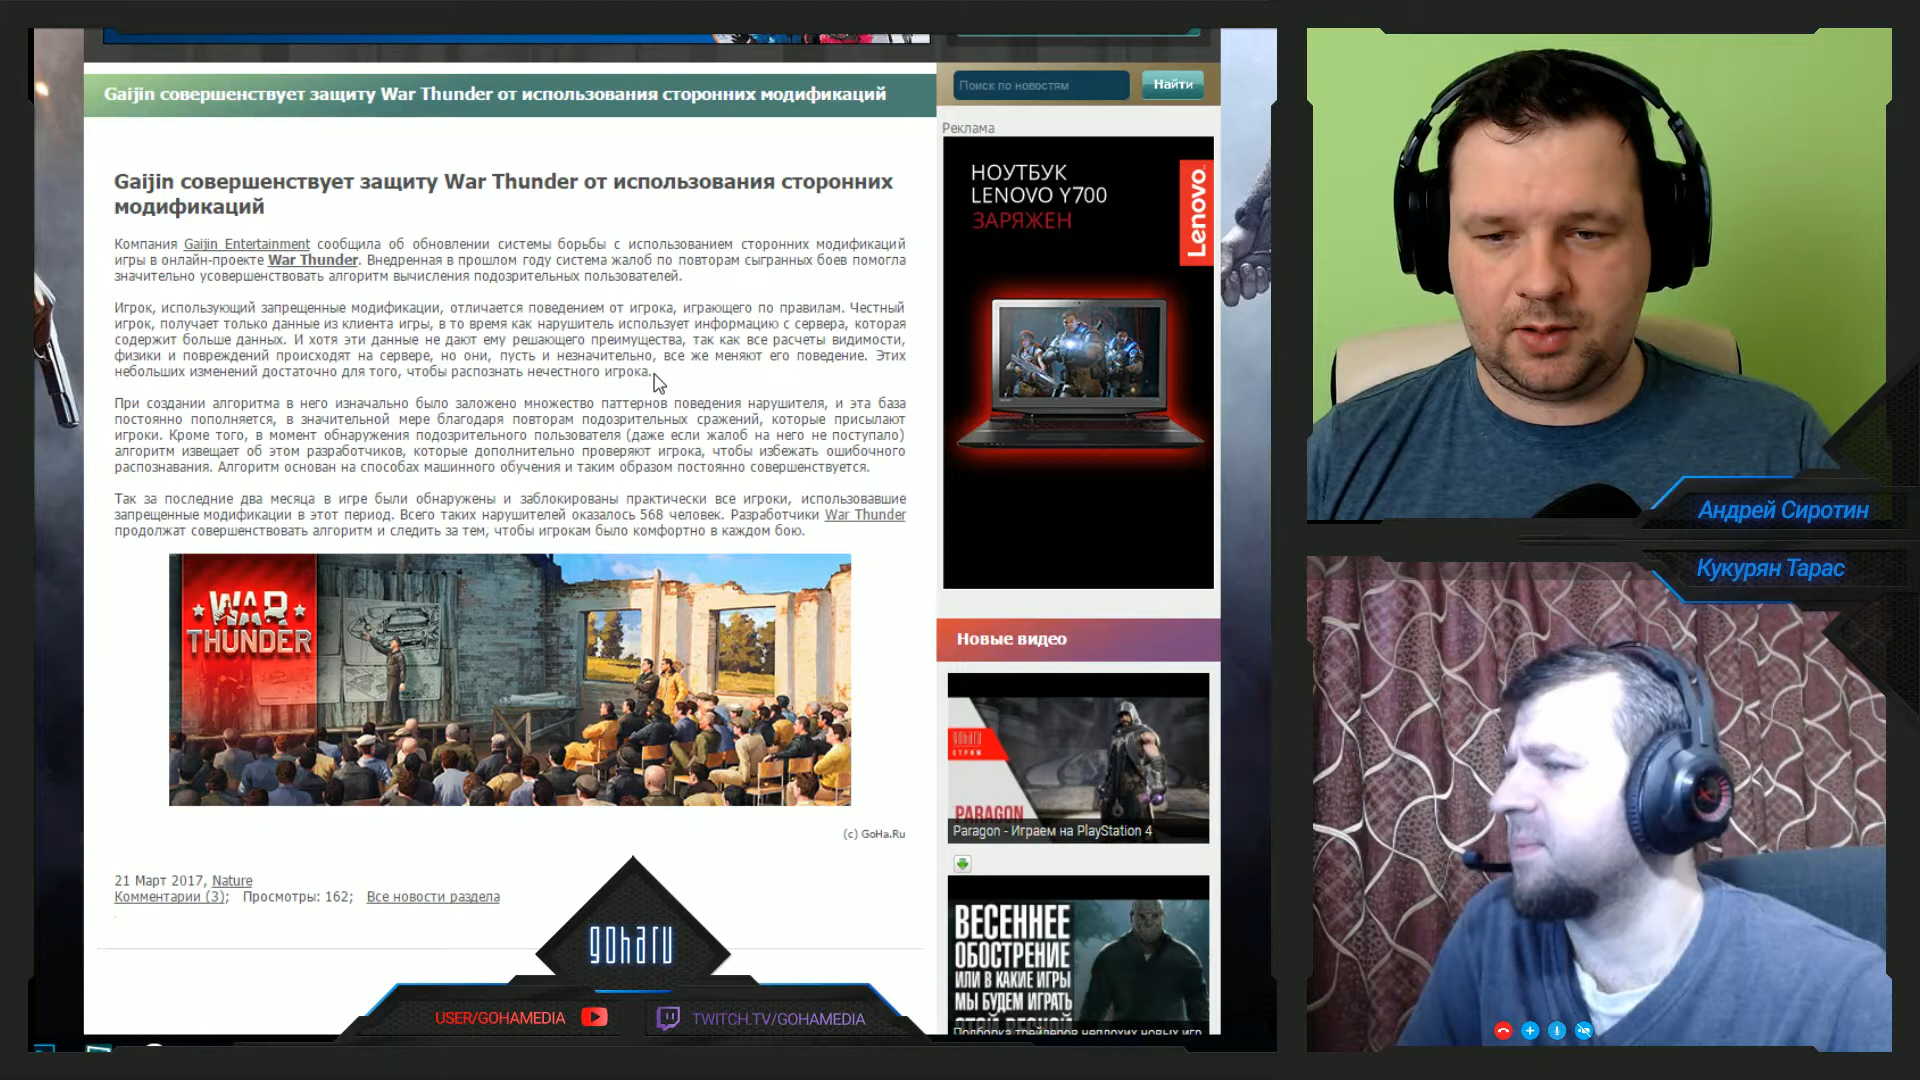 Gaijin совершенствует защиту War Thunder от использования сторонних модификаций
Gaijin совершенствует защиту War Thunder от использования сторонних
модификаций
Компания Gaijin Entertainment сообщила об обновлении системы борьбы с использованием сторонних модификаций
игры в онлайн-проекте War Thunder. Внедренная в прошлом году система жалоб по повторам сыгранных боев помогла
значительно усовершенствовать алгоритм вычисления подозрительных пользователей.
Игрок, использующий запрещенные модификации, отличается поведением от игрока, играющего по правилам. Честный
игрок, получает только данные из клиента игры, в то время как нарушитель использует информацию с сервера, которая
содержит больше данных. И хотя эти данные не дают ему решающего преимущества, так как все расчеты видимости,
физики и повреждений происходят на сервере, но они, пусть и незначительно, все же меняют его поведение. Этих
небольших изменений достаточно для того, чтобы распознать нечестного игрока.
При создании алгоритма в него изначально было заложено множество паттернов поведения нарушителя, и эта база
постоянно пополняется, в значительной мере благодаря повторам подозрительных сражений, которые присылают
игроки. Кроме того, в момент обнаружения подозрительного пользователя (даже если жалоб на него не поступало)
алгоритм извещает об этом разработчиков, которые дополнительно проверяют игрока, чтобы избежать ошибочного
распознавания. Алгоритм основан на способах машинного обучения и таким образом постоянно совершенствуется.
Так за последние два месяца в игре были обнаружены и заблокированы практически все игроки, использовавшие
запрещенные модификации в этот период. Всего таких нарушителей оказалось 568 человек. Разработчики War Thunder
продолжат совершенствовать алгоритм и следить за тем, чтобы игрокам было комфортно в каждом бою.
WAR
THUNDER
(c) GoHa.Ru
21 Март 2017, Nature
Комментарии (3); Просмотры: 162; Все новости раздела
goharu
USER/GOHAMEDIA
TWITCH.TV/GOHAMEDIA
Поиск по новостям
Найти
Реклама
НОУТБУК
LENOVO Y700
ЗАРЯЖЕН
Lenovo
Новые видео
goharu
СТРИМ
PARAGON
Paragon - Играем на PlayStation 4
ВЕСЕННЕЕ
ОБОСТРЕНИЕ
ИЛИ В КАКИЕ ИГРЫ
МЫ БУДЕМ ИГРАТЬ
ЭТОЙ ВЕСНОЙ
Подборка трейлеров неплохих новых игр
Андрей Сиротин
Кукурян Тарас